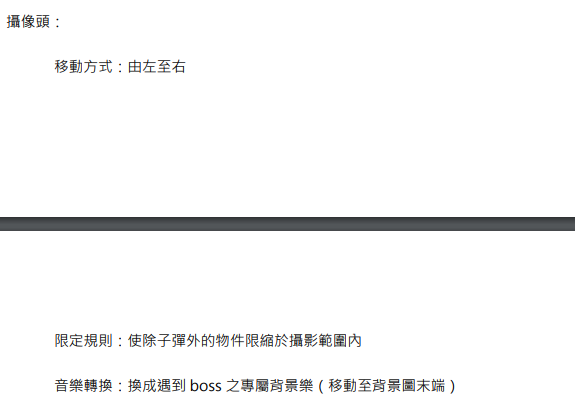 攝像頭：
移動方式：由左至右
限定規則：使除子彈外的物件限縮於攝影範圍內
音樂轉換：換成遇到 boss 之專屬背景樂（移動至背景圖末端）